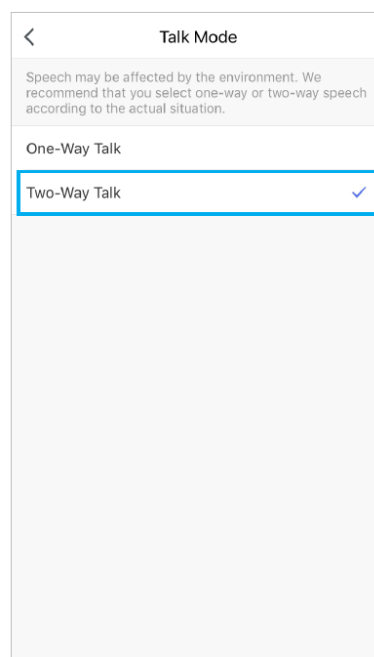 Talk Mode
Speech may be affected by the environment. We
recommend that you select one-way or two-way speech
according to the actual situation.
One-Way Talk
Two-Way Talk